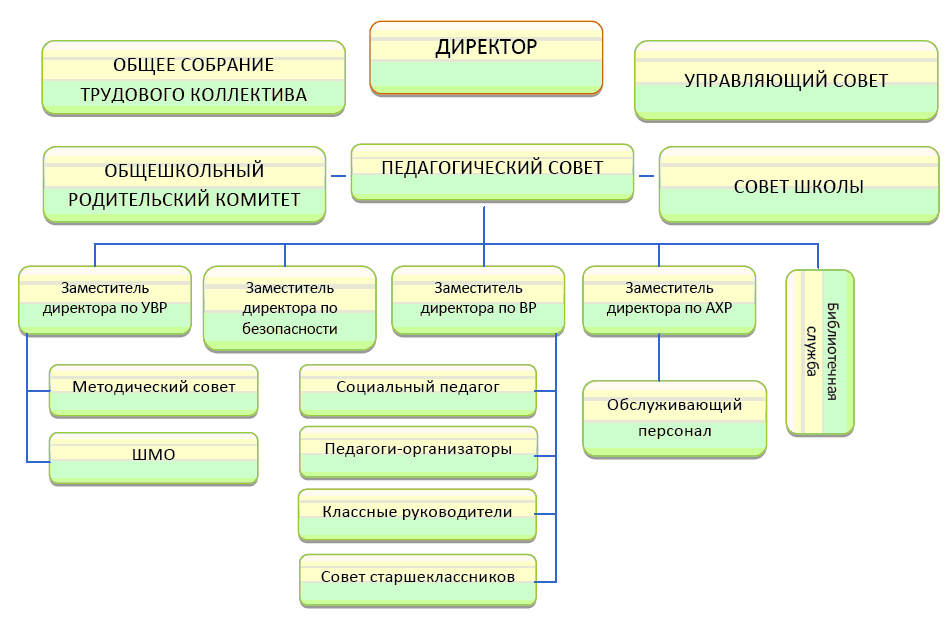 ДИРЕКТОР
ОБЩЕЕ СОБРАНИЕ
ТРУДОВОГО КОЛЛЕКТИВА
УПРАВЛЯЮЩИЙ СОВЕТ
ОБЩЕШКОЛЬНЫЙ
РОДИТЕЛЬСКИЙ КОМИТЕТ
ПЕДАГОГИЧЕСКИЙ СОВЕТ
СОВЕТ ШКОЛЫ
Заместитель
директора по УВР
Заместитель
директора по
безопасности
Заместитель
директора по ВР
Заместитель
директора по АХР
Библиотечная
служба
Методический совет
ШМО
Социальный педагог
Педагоги-организаторы
Классные руководители
Совет старшеклассников
Обслуживающий
персонал